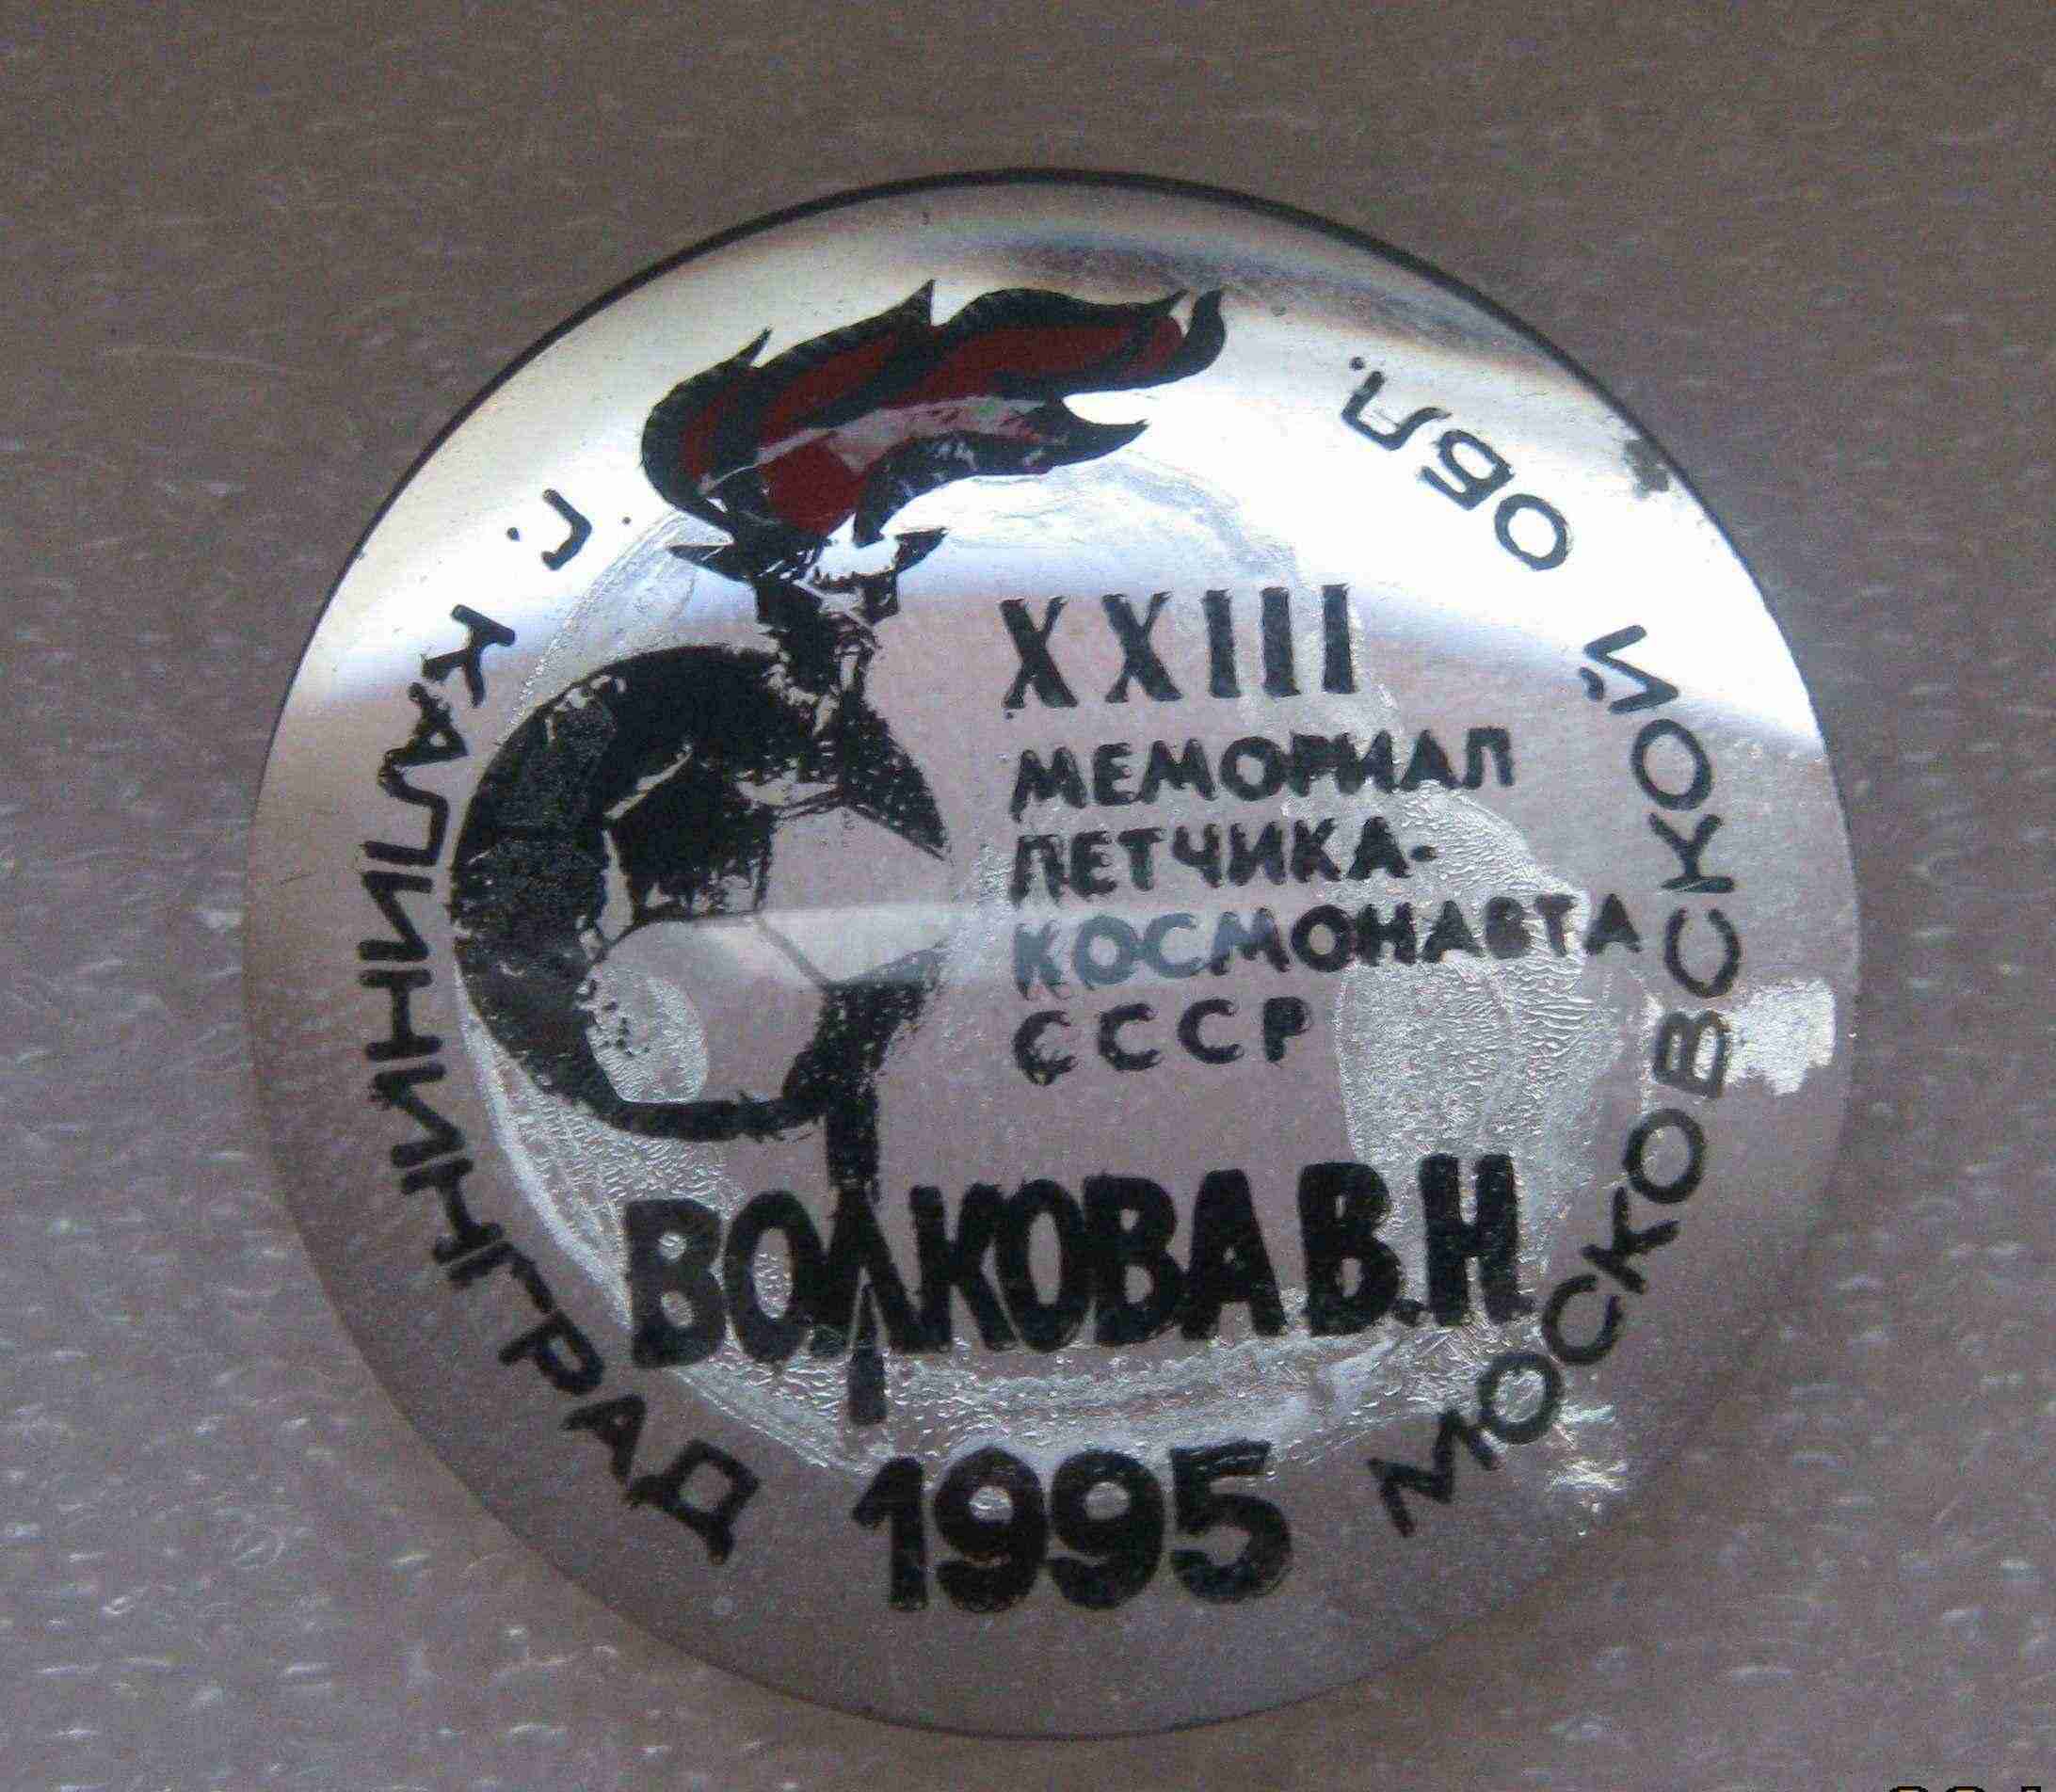 XXIII
МЕМОРИАЛ
ЛЕТЧИКА-
КОСМОНАВТА
СССР
ВОЛКОВА В.Н.
1995
Г. КАЛИНИНГРАД МОСКОВСКОЙ ОБЛ.